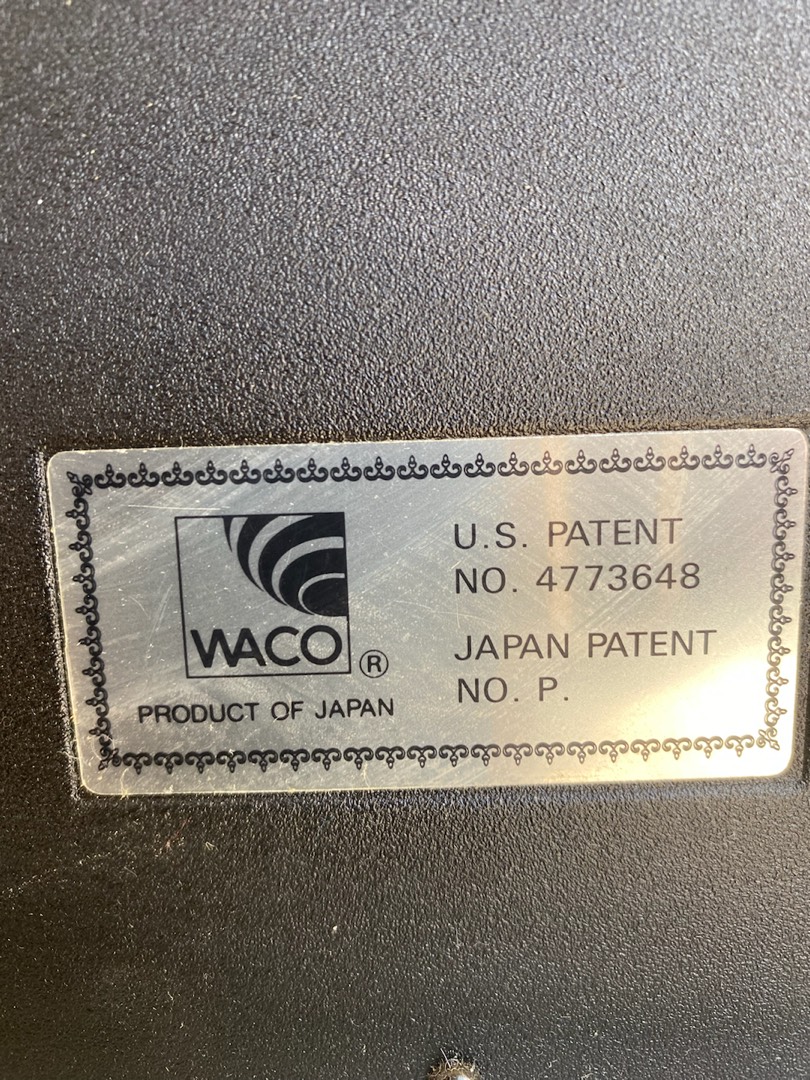 WACO
®
PRODUCT OF JAPAN
U.S. PATENT
NO. 4773648
JAPAN PATENT
NO. P.